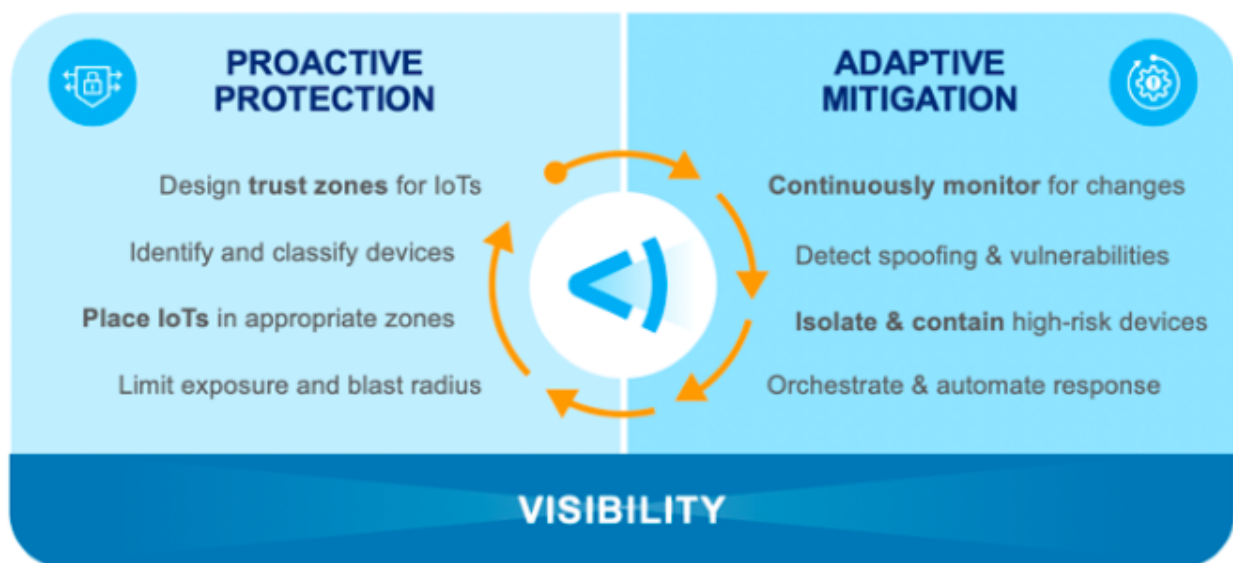 PROACTIVE
PROTECTION
Design trust zones for IoTs
Identify and classify devices
Place IoTs in appropriate zones
Limit exposure and blast radius
ADAPTIVE
MITIGATION
Continuously monitor for changes
Detect spoofing & vulnerabilities
Isolate & contain high-risk devices
Orchestrate & automate response
VISIBILITY